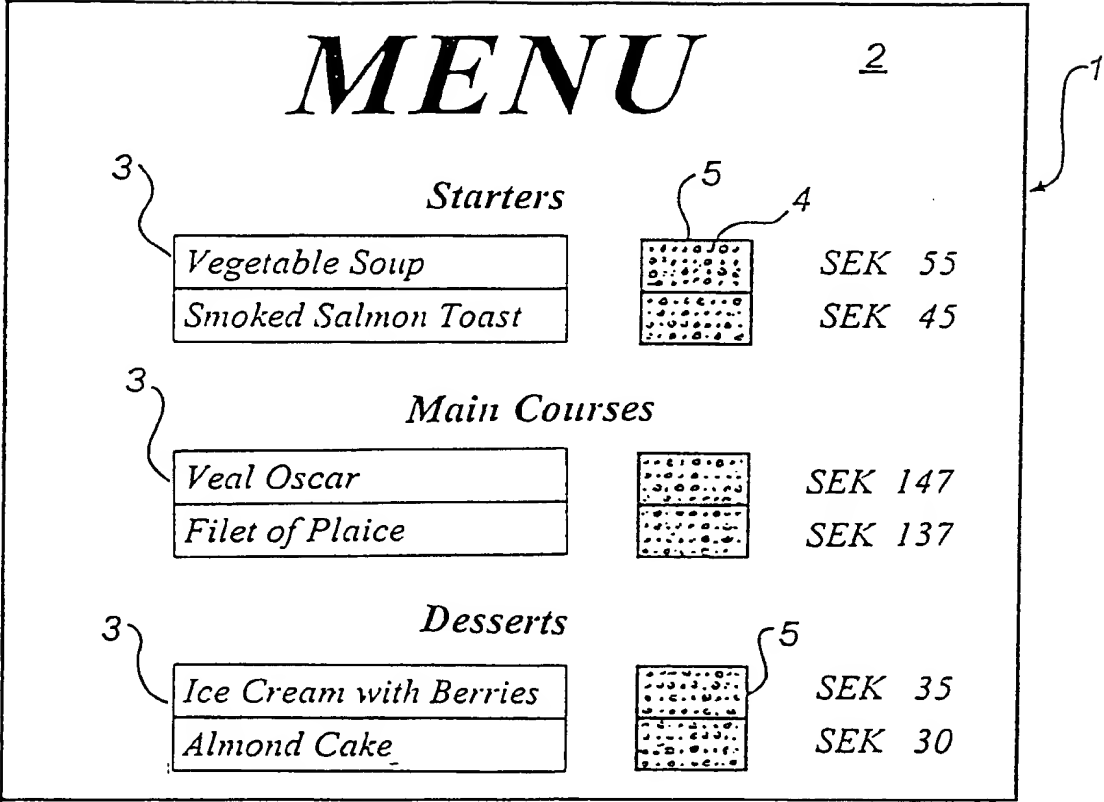 MENU 2
1
3 Starters 5 4
Vegetable Soup SEK 55
Smoked Salmon Toast SEK 45
3 Main Courses
Veal Oscar SEK 147
Filet of Plaice SEK 137
3 Desserts 5
Ice Cream with Berries SEK 35
Almond Cake SEK 30